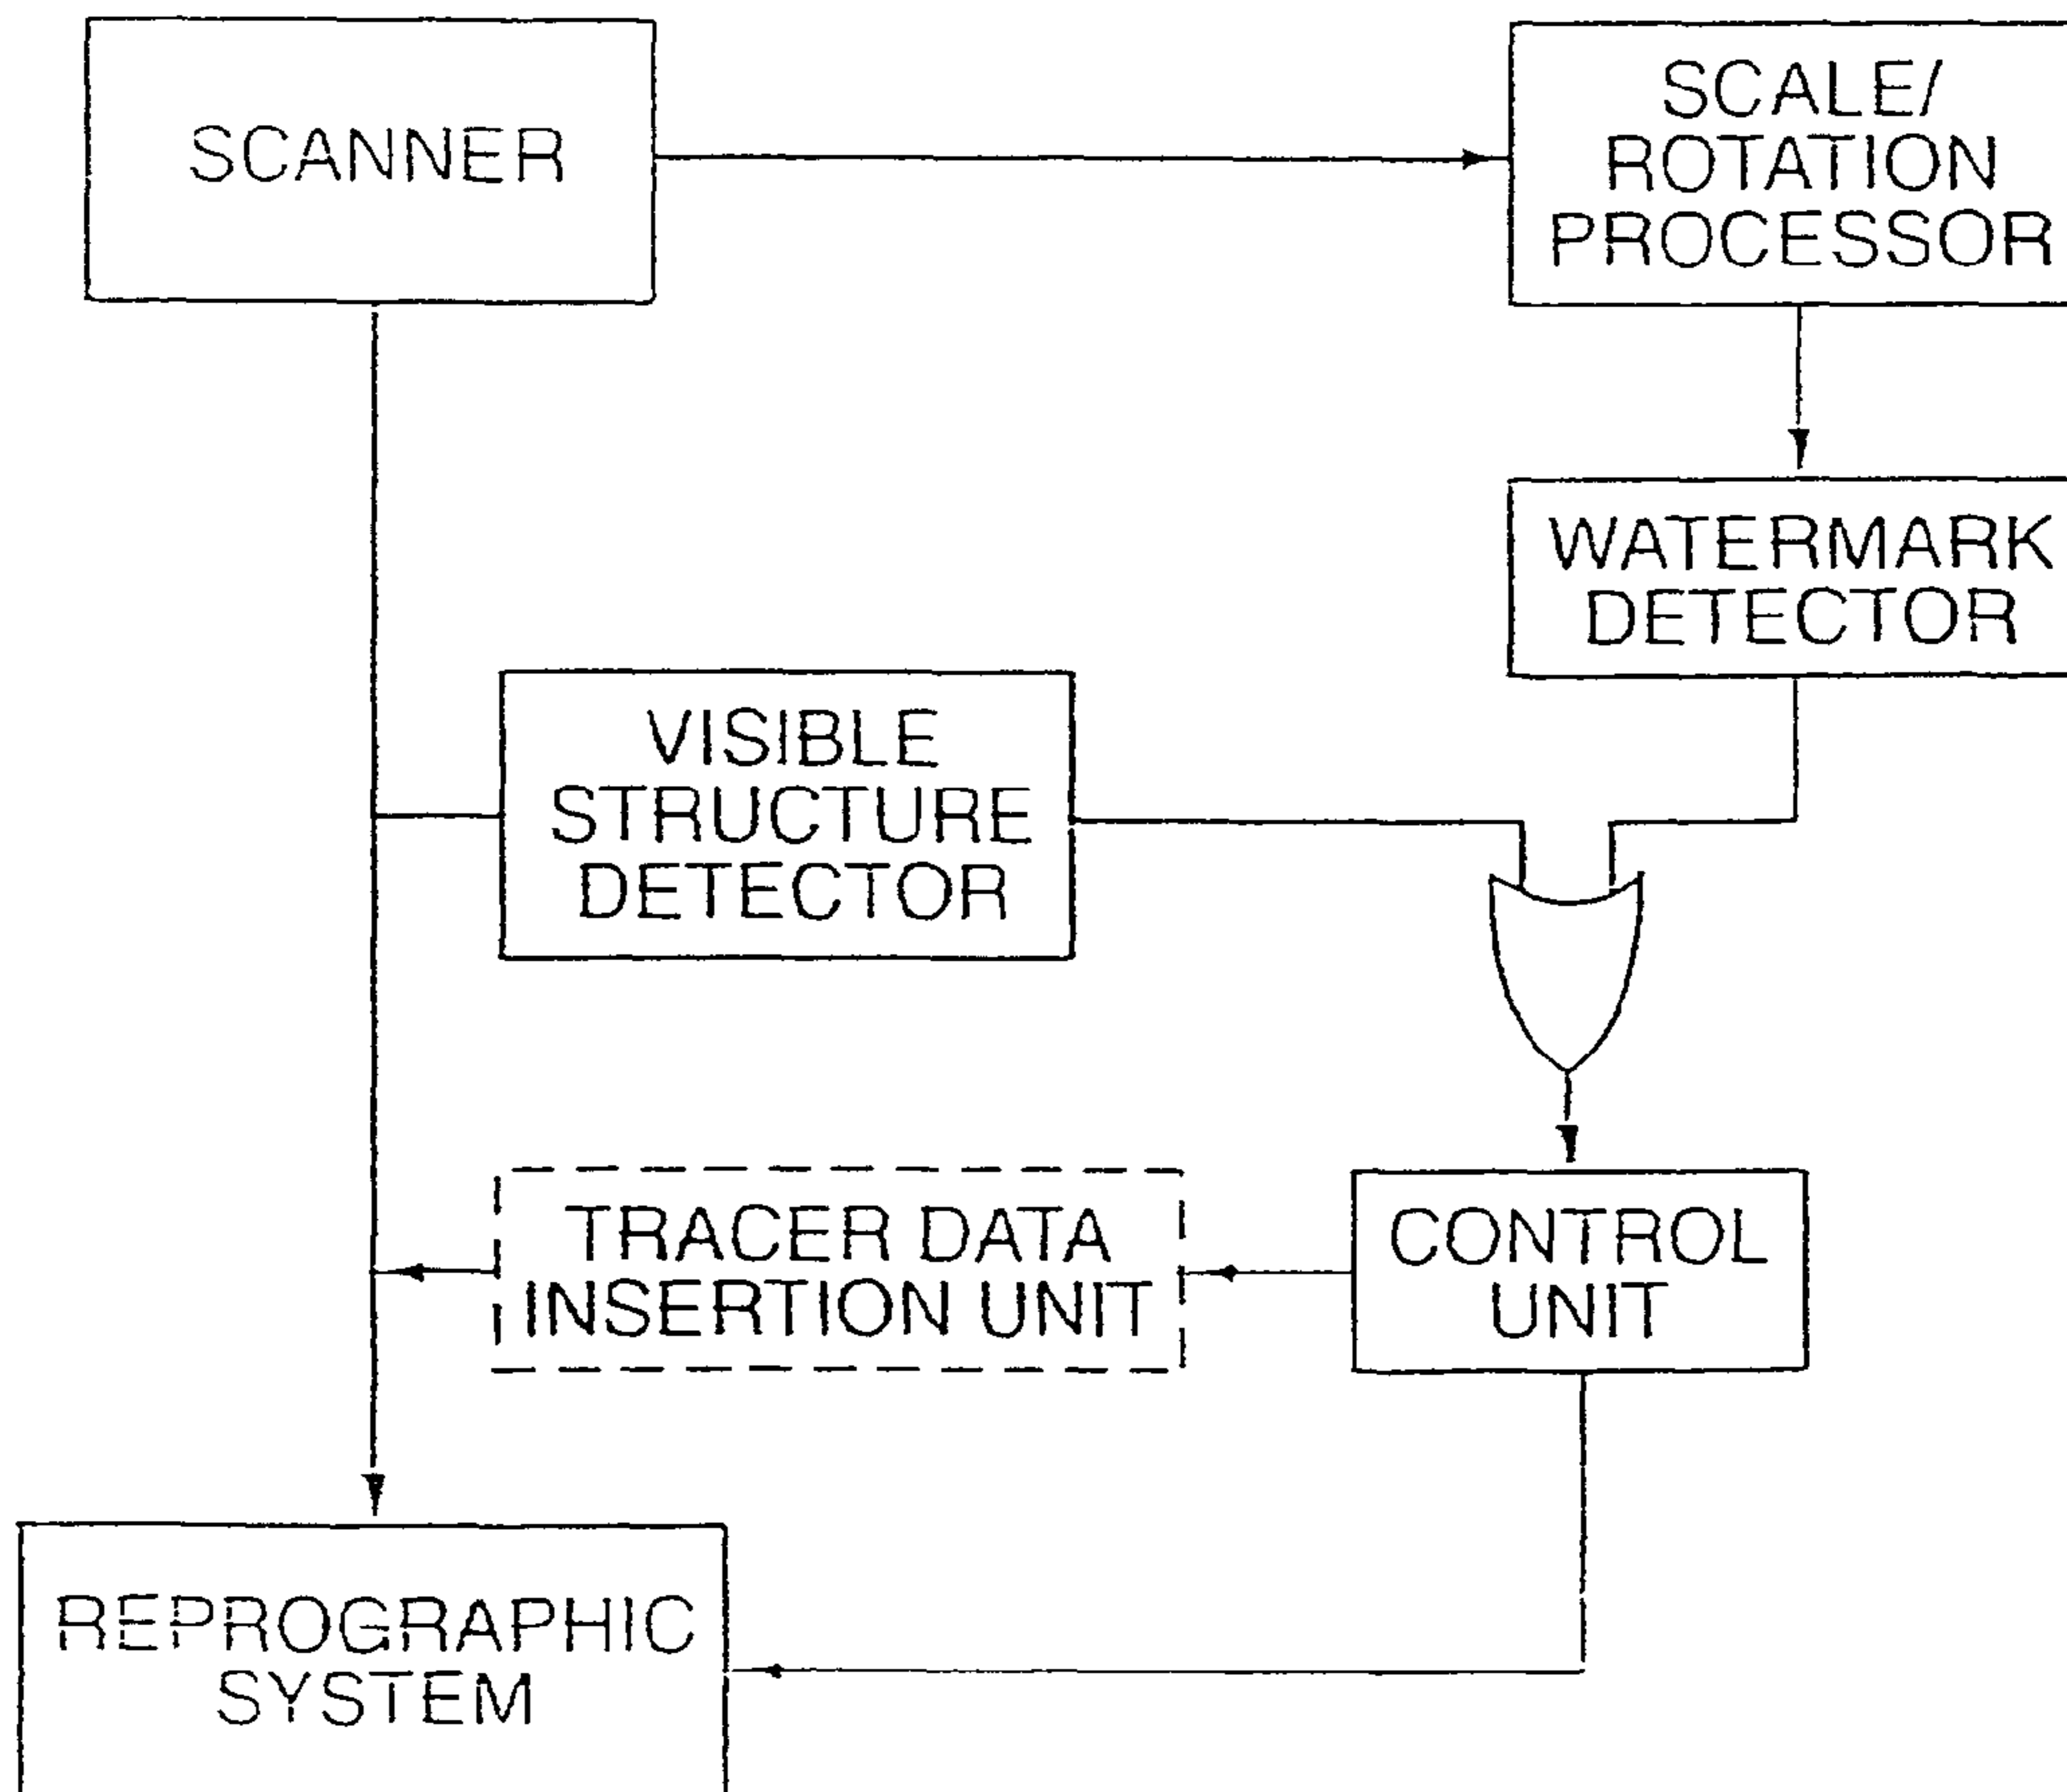 SCANNER
SCALE/
ROTATION
PROCESSOR
WATERMARK
DETECTOR
VISIBLE
STRUCTURE
DETECTOR
TRACER DATA
INSERTION UNIT
CONTROL
UNIT
REPROGRAPHIC
SYSTEM